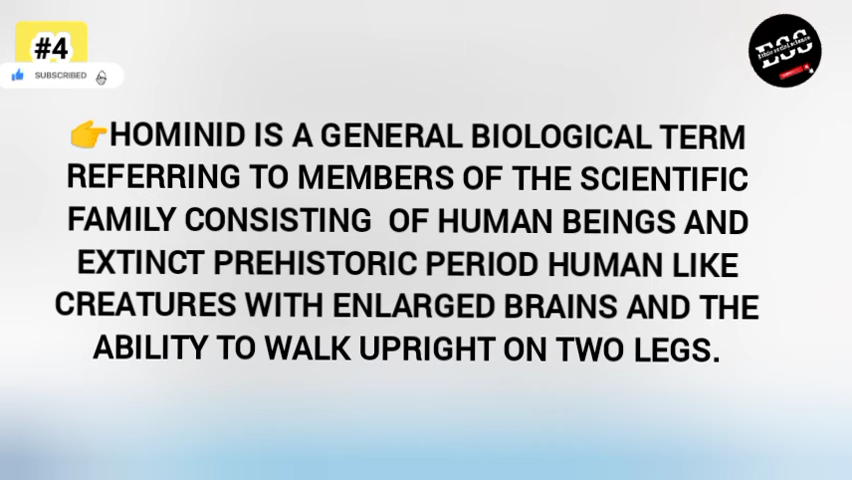 #4
SUBSCRIBED
ESS
👉HOMINID IS A GENERAL BIOLOGICAL TERM
REFERRING TO MEMBERS OF THE SCIENTIFIC
FAMILY CONSISTING OF HUMAN BEINGS AND
EXTINCT PREHISTORIC PERIOD HUMAN LIKE
CREATURES WITH ENLARGED BRAINS AND THE
ABILITY TO WALK UPRIGHT ON TWO LEGS.